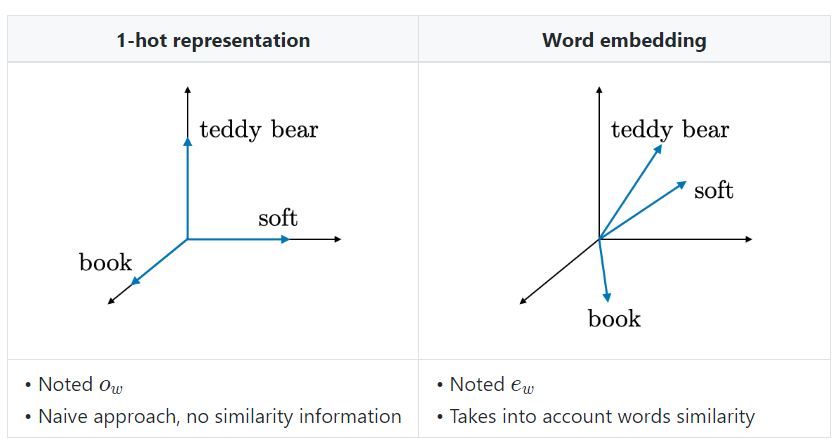 1-hot representation
Word embedding
teddy bear
soft
book
teddy bear
soft
book
• Noted o_w
• Naive approach, no similarity information
• Noted e_w
• Takes into account words similarity